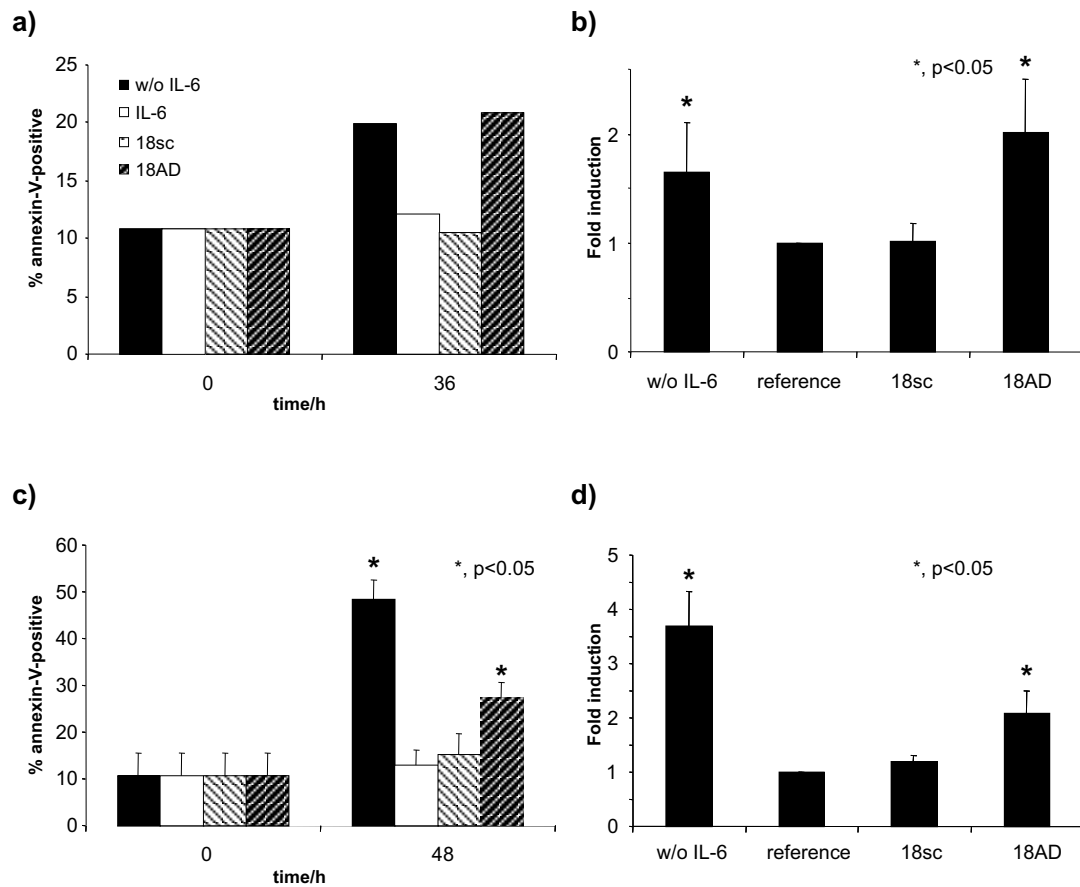 a)
% annexin-V-positive
25
20
15
10
5
0
w/o IL-6
IL-6
18sc
18AD
0
36
time/h
b)
Fold induction
2
1
0
*, p<0.05
*
*
w/o IL-6
reference
18sc
18AD
c)
% annexin-V-positive
60
50
40
30
20
10
0
*
*, p<0.05
*
0
48
time/h
d)
Fold induction
5
4
3
2
1
0
*
*, p<0.05
*
w/o IL-6
reference
18sc
18AD